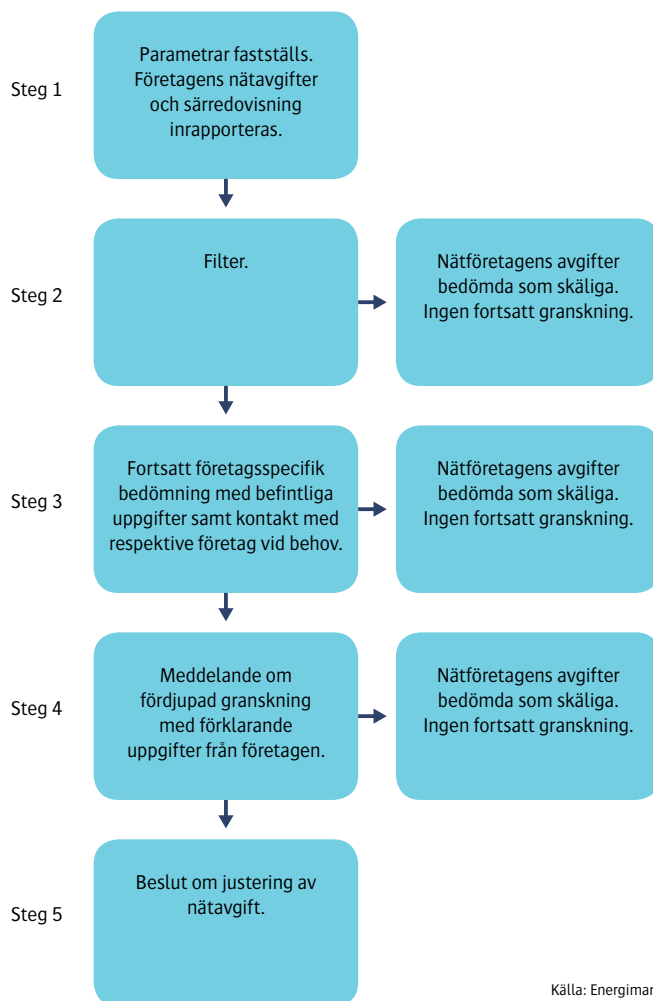 Steg 1
Parametrar fastställs.
Företagens nätavgifter
och särredovisning
inrapporteras.
Steg 2
Filter.
Nätföretagens avgifter
bedömda som skäliga.
Ingen fortsatt granskning.
Steg 3
Fortsatt företagsspecifik
bedömning med befintliga
uppgifter samt kontakt med
respektive företag vid behov.
Nätföretagens avgifter
bedömda som skäliga.
Ingen fortsatt granskning.
Steg 4
Meddelande om
fördjupad granskning
med förklarande
uppgifter från företagen.
Nätföretagens avgifter
bedömda som skäliga.
Ingen fortsatt granskning.
Steg 5
Beslut om justering av
nätavgift.
Källa: